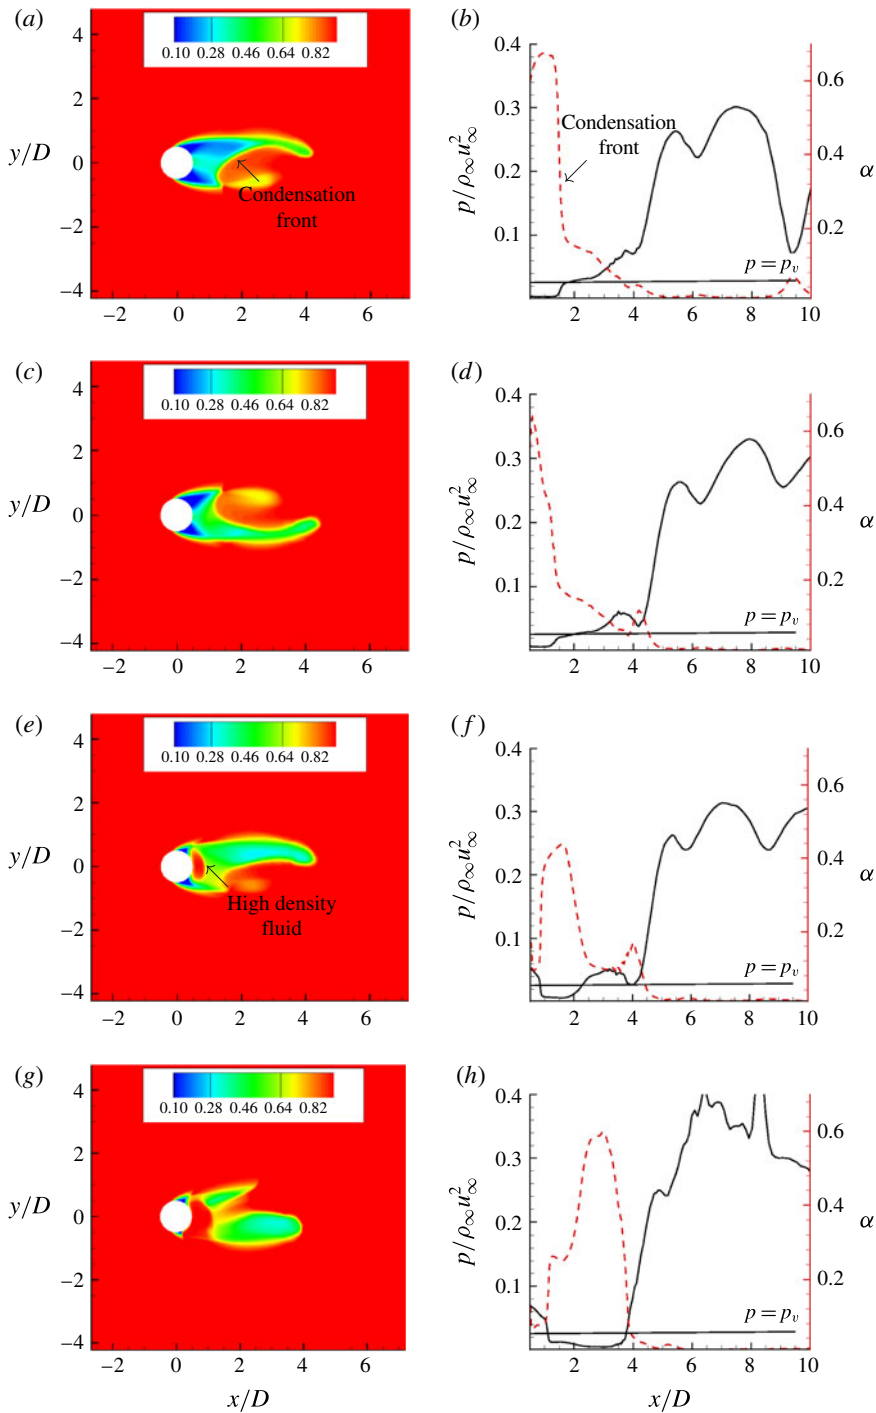 (a)
0.10 0.28 0.46 0.64 0.82
4
2
y/D 0
−2
−4
−2 0 2 4 6
Condensation
front
(b)
0.4
0.3
0.2
0.1
p/ρ∞u²∞
0.6
0.4
0.2
α
Condensation
front
p = pᵥ
2 4 6 8 10
(c)
0.10 0.28 0.46 0.64 0.82
4
2
y/D 0
−2
−4
−2 0 2 4 6
(d)
0.4
0.3
0.2
0.1
p/ρ∞u²∞
0.6
0.4
0.2
α
p = pᵥ
2 4 6 8 10
(e)
0.10 0.28 0.46 0.64 0.82
4
2
y/D 0
−2
−4
−2 0 2 4 6
High density
fluid
(f)
0.4
0.3
0.2
0.1
p/ρ∞u²∞
0.6
0.4
0.2
α
p = pᵥ
2 4 6 8 10
(g)
0.10 0.28 0.46 0.64 0.82
4
2
y/D 0
−2
−4
−2 0 2 4 6
x/D
(h)
0.4
0.3
0.2
0.1
p/ρ∞u²∞
0.6
0.4
0.2
α
p = pᵥ
2 4 6 8 10
x/D